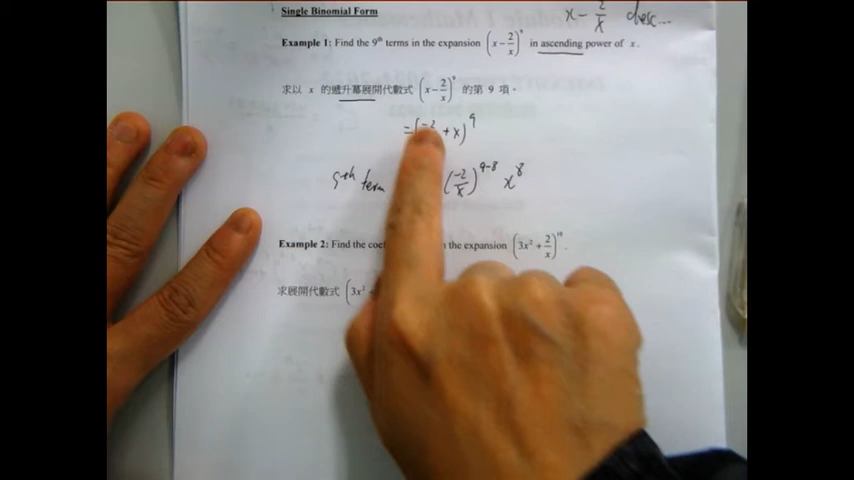 x - 2/x desc...
Single Binomial Form
Example 1: Find the 9th terms in the expansion (x - 2/x)^9 in ascending power of x.
求以 x 的遞升冪展開代數式 (x - 2/x)^9 的第 9 項。
= (-2 + x)^9
9th term (-2/x)^9-8 x^8
Example 2: Find the the expansion (3x² + 2/x)^10.
求展開代數式 (3x²